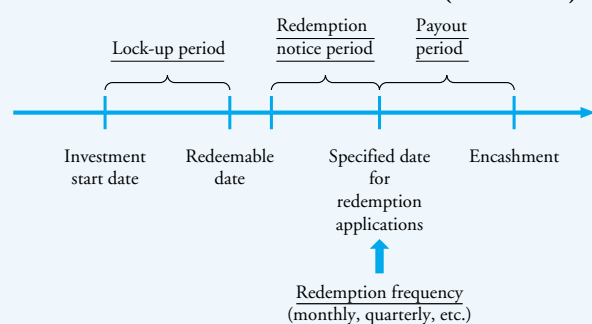 Lock-up period
Redemption
notice period
Payout
period
Investment
start date
Redeemable
date
Specified date
for
redemption
applications
Encashment
Redemption frequency
(monthly, quarterly, etc.)